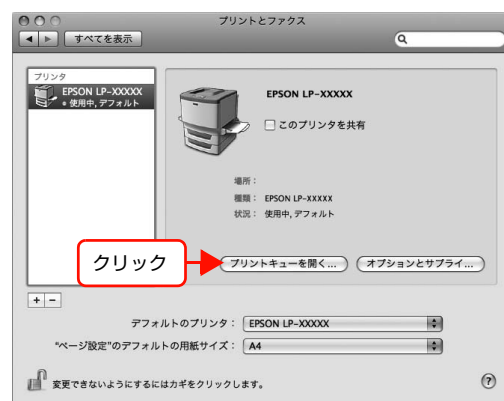 プリントとファクス
すべてを表示
プリンタ
EPSON LP-XXXXX
使用中, デフォルト
EPSON LP-XXXXX
このプリンタを共有
場所：
種類： EPSON LP-XXXXX
状況： 使用中, デフォルト
クリック
プリントキューを開く... オプションとサプライ...
+ −
デフォルトのプリンタ： EPSON LP-XXXXX
“ページ設定”のデフォルトの用紙サイズ： A4
変更できないようにするにはカギをクリックします。
?